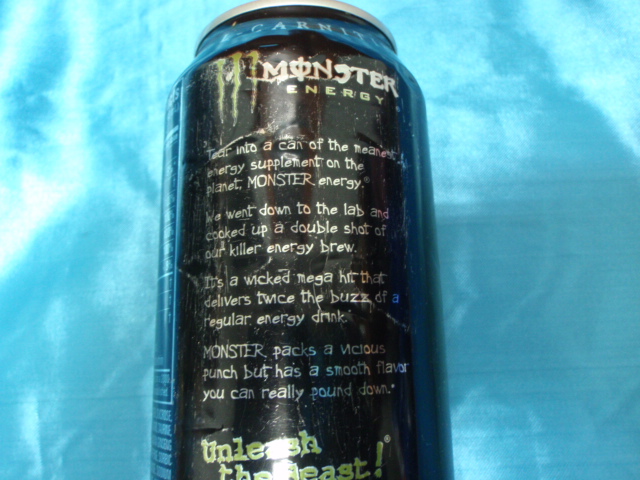 L-CARNIT
MONSTER
ENERGY
Tear into a can of the meanest
energy supplement on the
planet, MONSTER energy.®
We went down to the lab and
cooked up a double shot of
our killer energy brew.
It's a wicked mega hit that
delivers twice the buzz of a
regular energy drink.
MONSTER packs a vicious
punch but has a smooth flavor
you can really pound down."
Unleash
the Beast!®